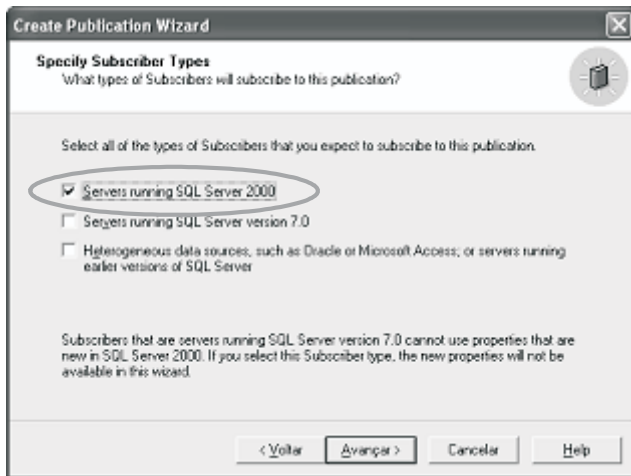 Create Publication Wizard
Specify Subscriber Types
What types of Subscribers will subscribe to this publication?
Select all of the types of Subscribers that you expect to subscribe to this publication.
Servers running SQL Server 2000
Servers running SQL Server version 7.0
Heterogeneous data sources, such as Oracle or Microsoft Access; or servers running
earlier versions of SQL Server
Subscribers that are servers running SQL Server version 7.0 cannot use properties that are
new in SQL Server 2000. If you select this Subscriber type, the new properties will not be
available in this wizard.
< Voltar
Avançar >
Cancelar
Help